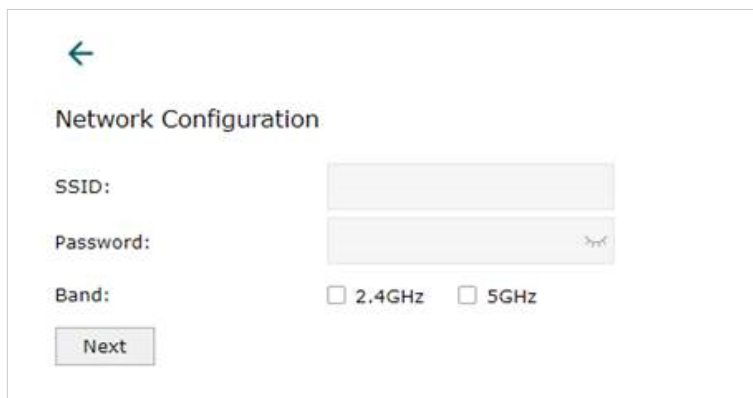 Network Configuration
SSID:
Password:
Band: 2.4GHz 5GHz
Next